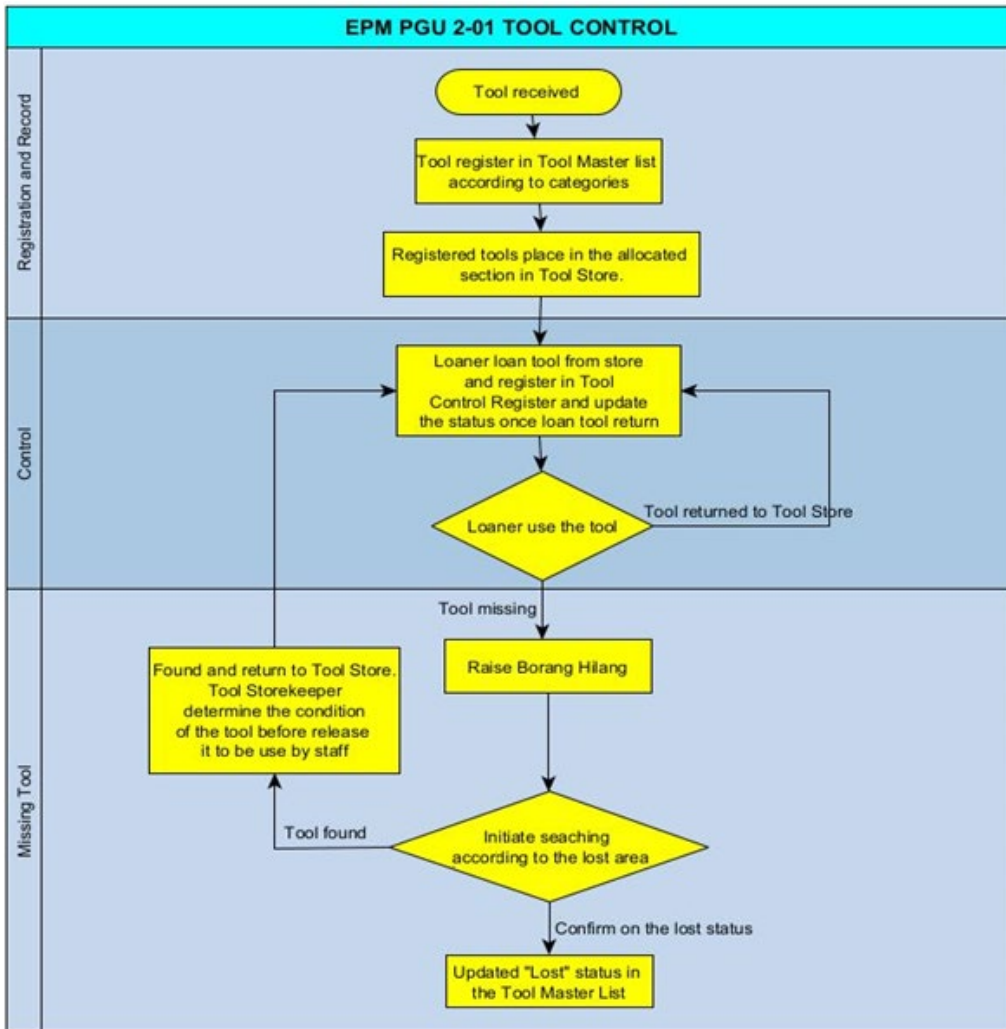 EPM PGU 2-01 TOOL CONTROL
Registration and Record
Tool received
Tool register in Tool Master list
according to categories
Registered tools place in the allocated
section in Tool Store.
Control
Loaner loan tool from store
and register in Tool
Control Register and update
the status once loan tool return
Loaner use the tool
Tool returned to Tool Store
Missing Tool
Tool missing
Raise Borang Hilang
Found and return to Tool Store.
Tool Storekeeper
determine the condition
of the tool before release
it to be use by staff
Tool found
Initiate seaching
according to the lost area
Confirm on the lost status
Updated "Lost" status in
the Tool Master List